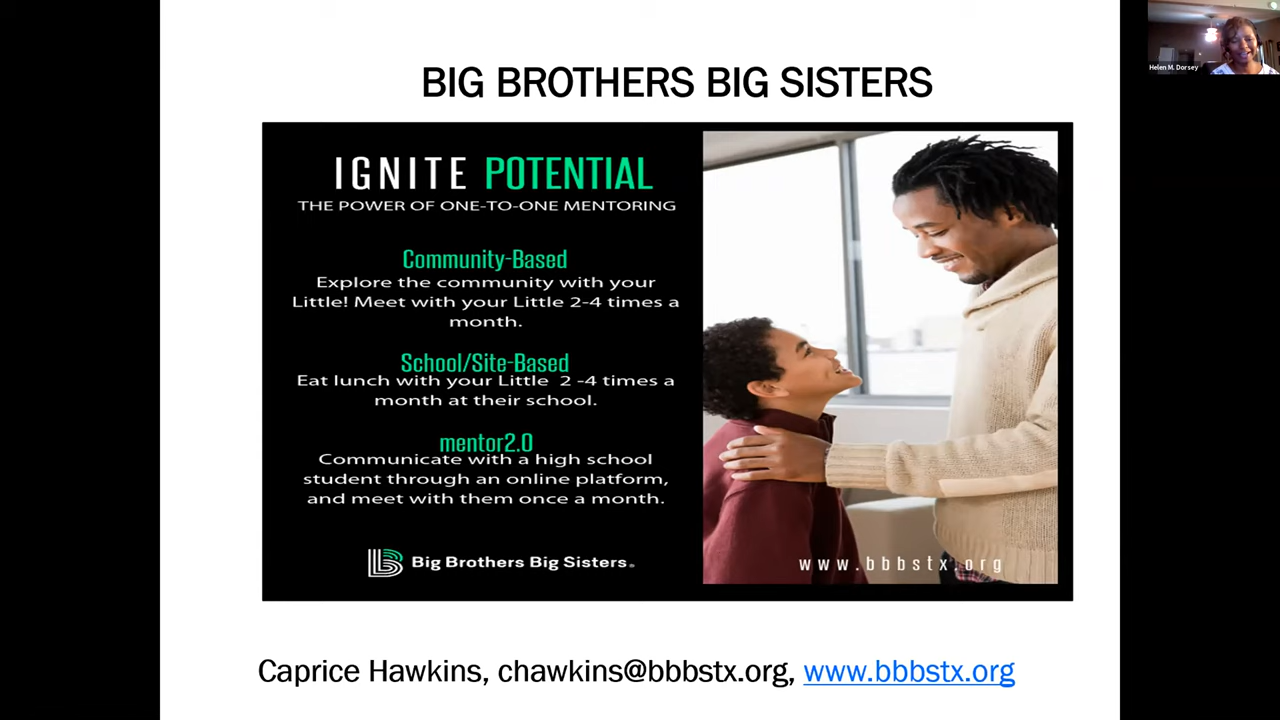 Helen M. Dorsey
BIG BROTHERS BIG SISTERS
IGNITE POTENTIAL
THE POWER OF ONE-TO-ONE MENTORING
Community-Based
Explore the community with your
Little! Meet with your Little 2-4 times a
month.
School/Site-Based
Eat lunch with your Little 2 -4 times a
month at their school.
mentor2.0
Communicate with a high school
student through an online platform,
and meet with them once a month.
Big Brothers Big Sisters®
www.bbbstx.org
Caprice Hawkins, chawkins@bbbstx.org, www.bbbstx.org